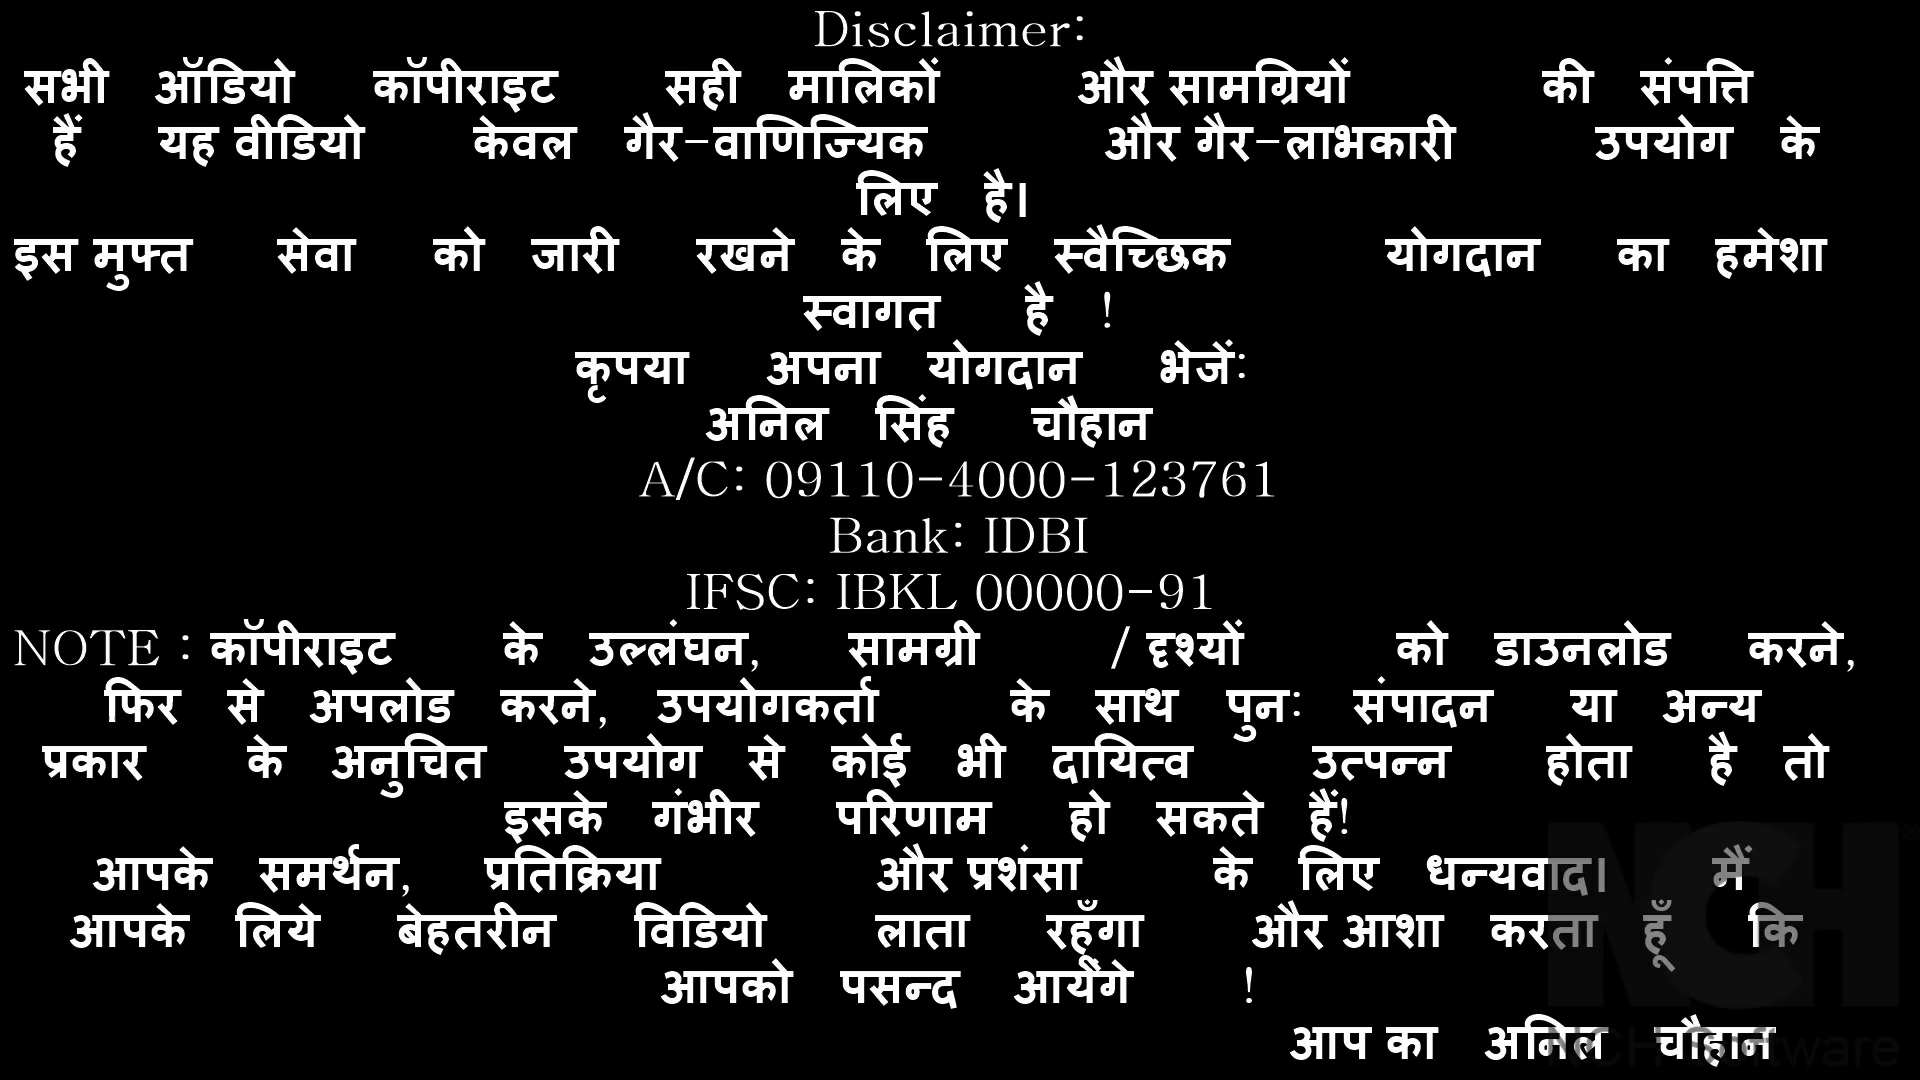 Disclaimer:
सभी ऑडियो कॉपीराइट सही मालिकों और सामग्रियों की संपत्ति
हैं यह वीडियो केवल गैर-वाणिज्यिक और गैर-लाभकारी उपयोग के
लिए है।
इस मुफ्त सेवा को जारी रखने के लिए स्वैच्छिक योगदान का हमेशा
स्वागत है !
कृपया अपना योगदान भेजें:
अनिल सिंह चौहान
A/C: 09110-4000-123761
Bank: IDBI
IFSC: IBKL 00000-91
NOTE : कॉपीराइट के उल्लंघन, सामग्री / दृश्यों को डाउनलोड करने,
फिर से अपलोड करने, उपयोगकर्ता के साथ पुन: संपादन या अन्य
प्रकार के अनुचित उपयोग से कोई भी दायित्व उत्पन्न होता है तो
इसके गंभीर परिणाम हो सकते हैं!
आपके समर्थन, प्रतिक्रिया और प्रशंसा के लिए धन्यवाद। मैं
आपके लिये बेहतरीन विडियो लाता रहूँगा और आशा करता हूँ कि
आपको पसन्द आयेंगे !
आप का अनिल चौहान
NCH
NCH Software